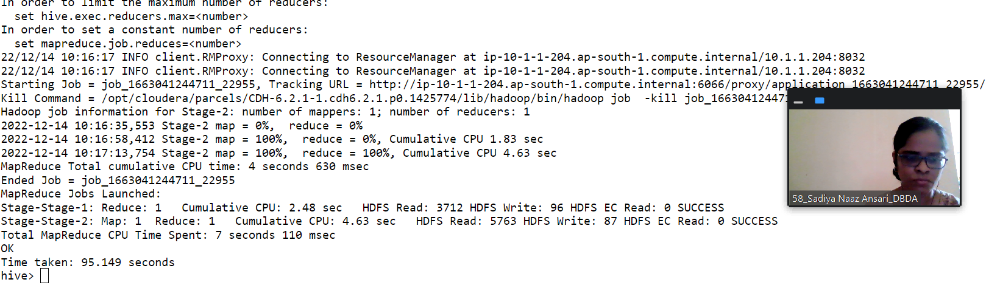 In order to limit the maximum number of reducers:
  set hive.exec.reducers.max=<number>
In order to set a constant number of reducers:
  set mapreduce.job.reduces=<number>
22/12/14 10:16:17 INFO client.RMProxy: Connecting to ResourceManager at ip-10-1-1-204.ap-south-1.compute.internal/10.1.1.204:8032
22/12/14 10:16:17 INFO client.RMProxy: Connecting to ResourceManager at ip-10-1-1-204.ap-south-1.compute.internal/10.1.1.204:8032
Starting Job = job_1663041244711_22955, Tracking URL = http://ip-10-1-1-204.ap-south-1.compute.internal:6066/proxy/application_1663041244711_22955/
Kill Command = /opt/cloudera/parcels/CDH-6.2.1-1.cdh6.2.1.p0.1425774/lib/hadoop/bin/hadoop job  -kill job_166304124471
Hadoop job information for Stage-2: number of mappers: 1; number of reducers: 1
2022-12-14 10:16:35,553 Stage-2 map = 0%,  reduce = 0%
2022-12-14 10:16:58,412 Stage-2 map = 100%,  reduce = 0%, Cumulative CPU 1.83 sec
2022-12-14 10:17:13,754 Stage-2 map = 100%,  reduce = 100%, Cumulative CPU 4.63 sec
MapReduce Total cumulative CPU time: 4 seconds 630 msec
Ended Job = job_1663041244711_22955
MapReduce Jobs Launched:
Stage-Stage-1: Reduce: 1   Cumulative CPU: 2.48 sec   HDFS Read: 3712 HDFS Write: 96 HDFS EC Read: 0 SUCCESS
Stage-Stage-2: Map: 1  Reduce: 1   Cumulative CPU: 4.63 sec   HDFS Read: 5763 HDFS Write: 87 HDFS EC Read: 0 SUCCESS
Total MapReduce CPU Time Spent: 7 seconds 110 msec
OK
Time taken: 95.149 seconds
hive>
58_Sadiya Naaz Ansari_DBDA